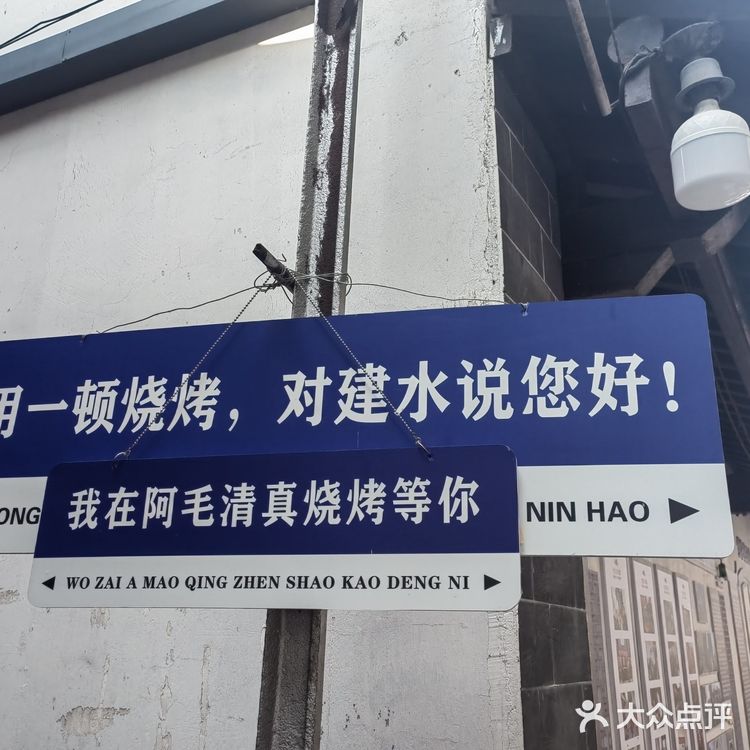 用一顿烧烤，对建水说您好！
ONG
NIN HAO
我在阿毛清真烧烤等你
WO ZAI A MAO QING ZHEN SHAO KAO DENG NI
大众点评